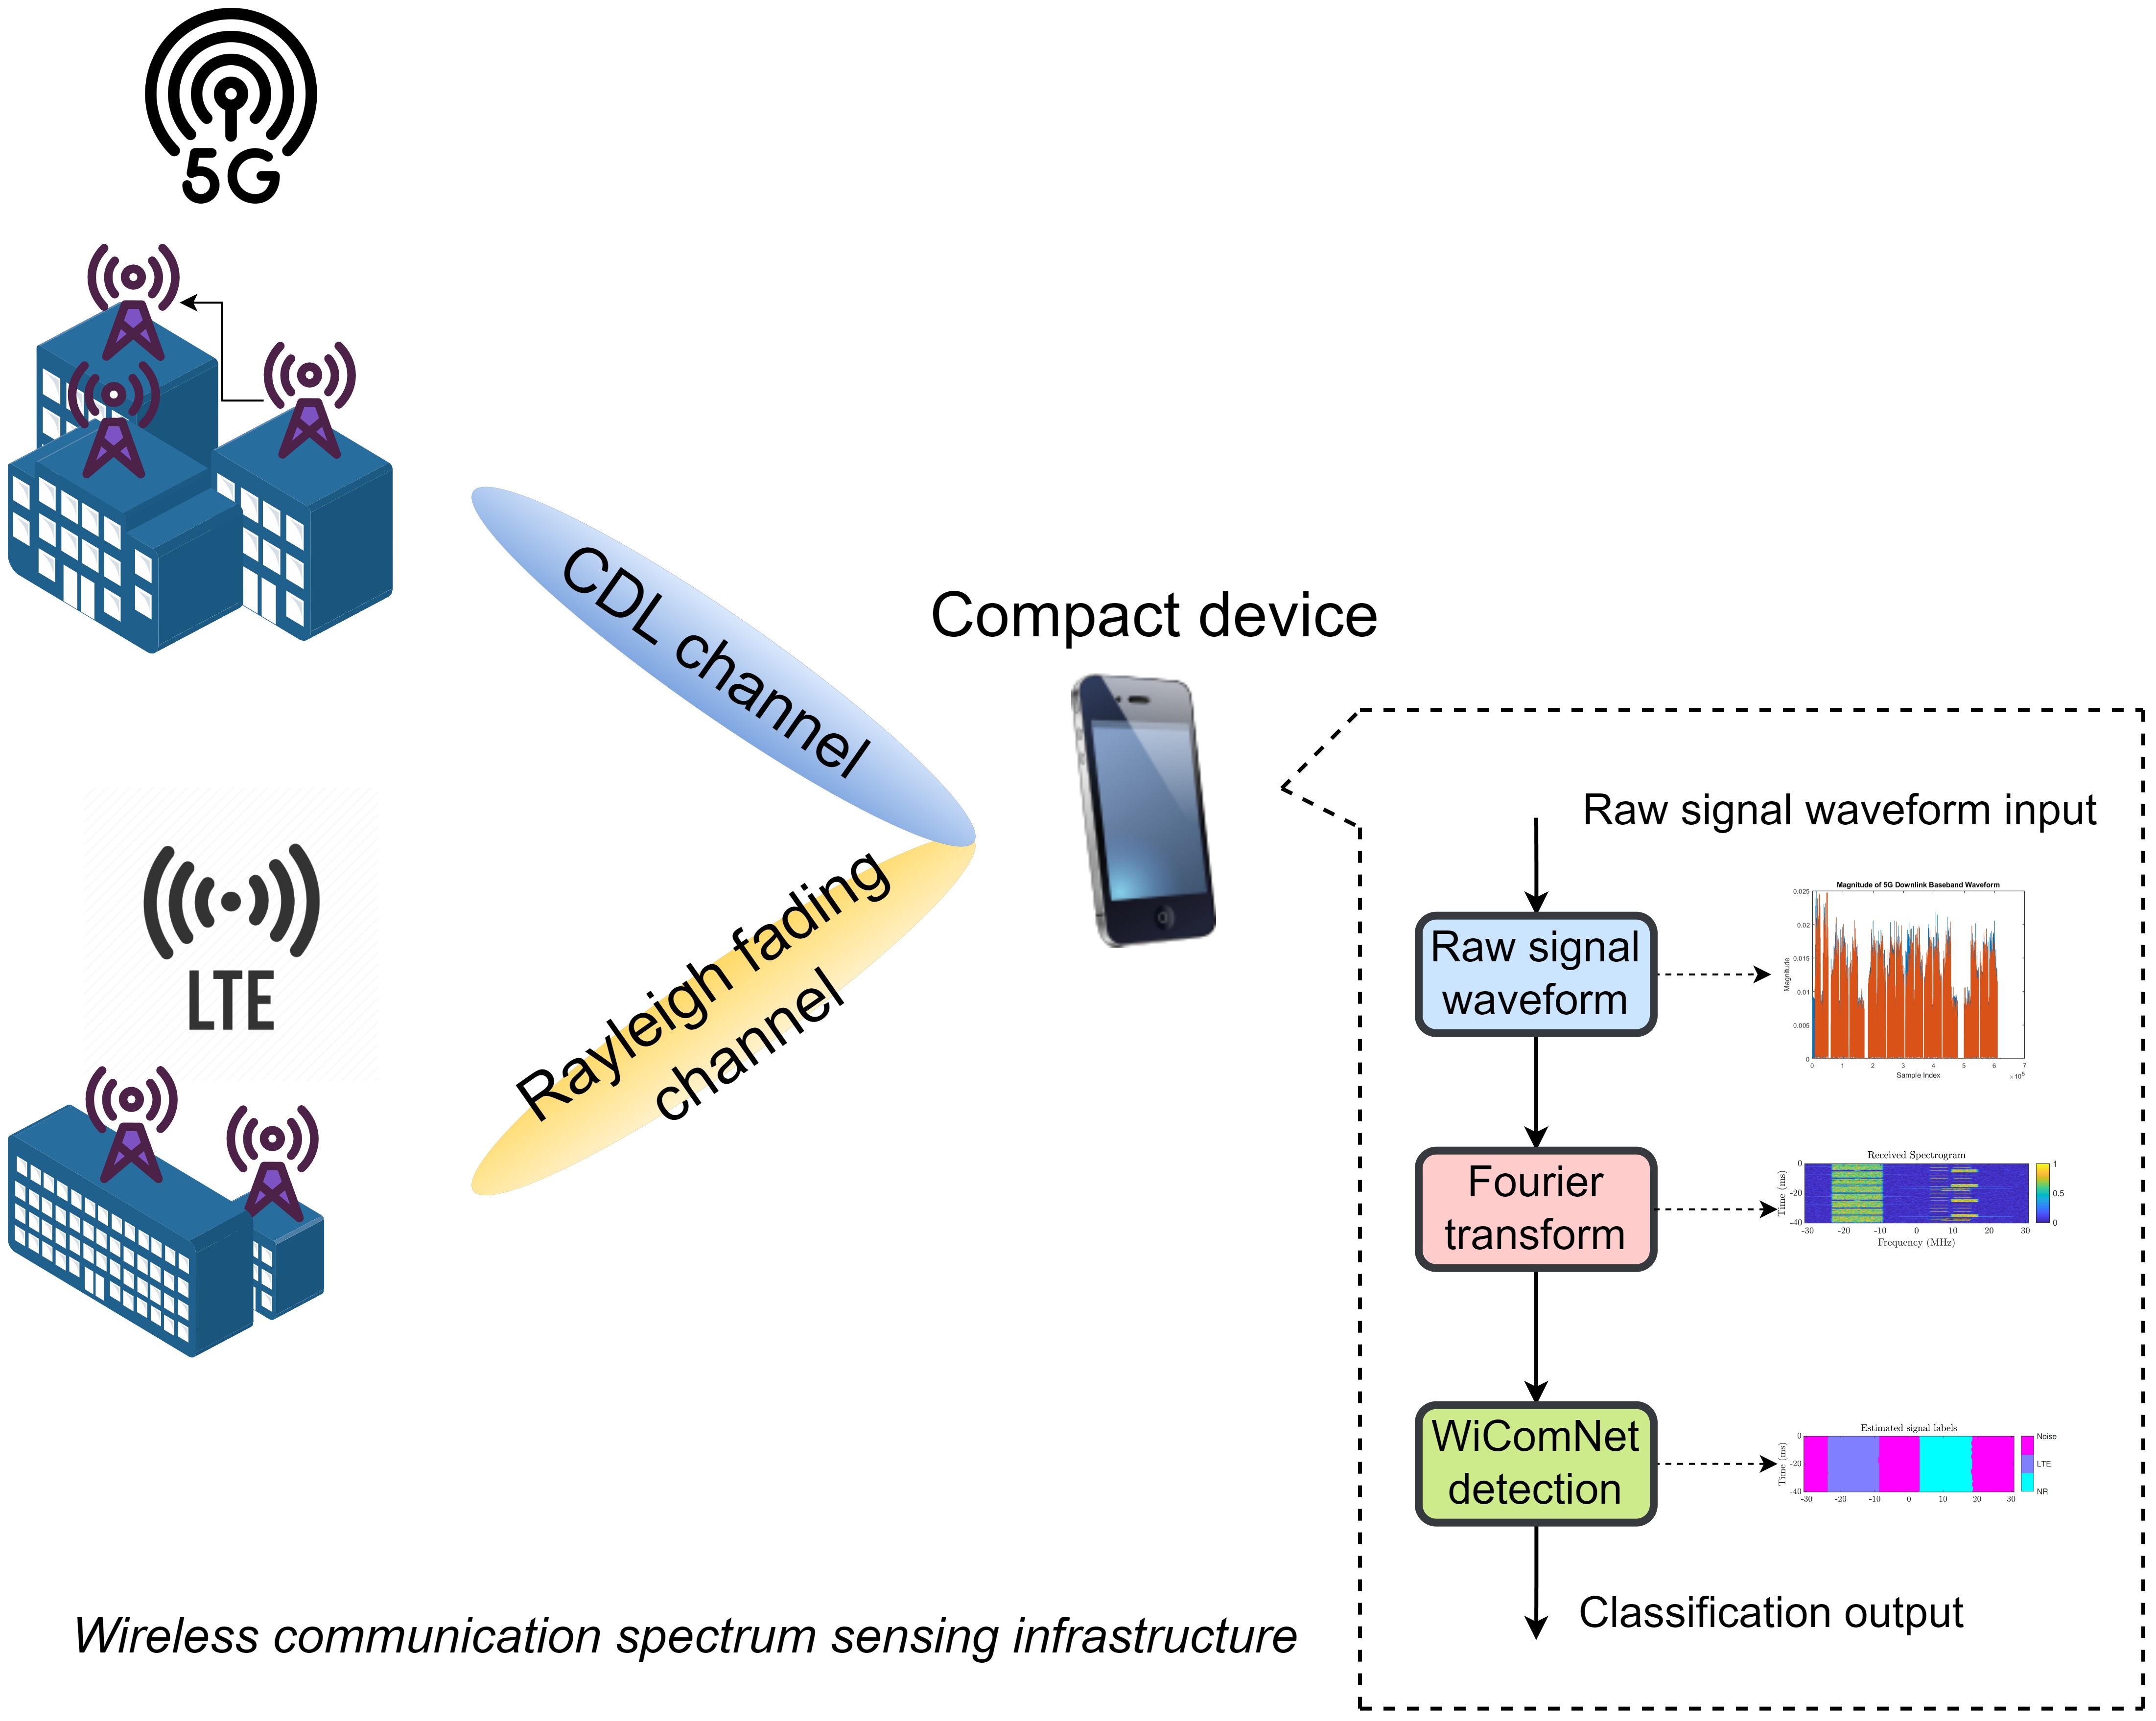 5G
CDL channel
Compact device
LTE
Rayleigh fading
channel
Raw signal waveform input
Raw signal
waveform
Magnitude of 5G Downlink Baseband Waveform
Magnitude
0.025
0.02
0.015
0.01
0.005
0
0 1 2 3 4 5 6 7
Sample Index
×10^5
Fourier
transform
Received Spectrogram
Time (ms)
0
-20
-40
-30 -20 -10 0 10 20 30
Frequency (MHz)
1
0.5
0
WiComNet
detection
Estimated signal labels
Time (ms)
0
-20
-40
-30 -20 -10 0 10 20 30
Noise
LTE
NR
Classification output
Wireless communication spectrum sensing infrastructure